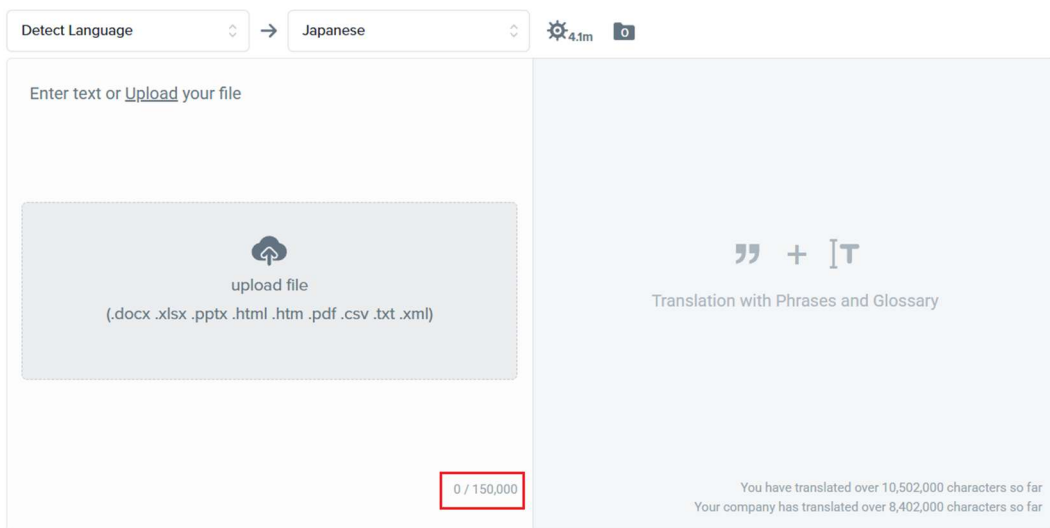 Detect Language → Japanese 4.1m 0
Enter text or Upload your file
upload file
(.docx .xlsx .pptx .html .htm .pdf .csv .txt .xml)
Translation with Phrases and Glossary
0 / 150,000
You have translated over 10,502,000 characters so far
Your company has translated over 8,402,000 characters so far